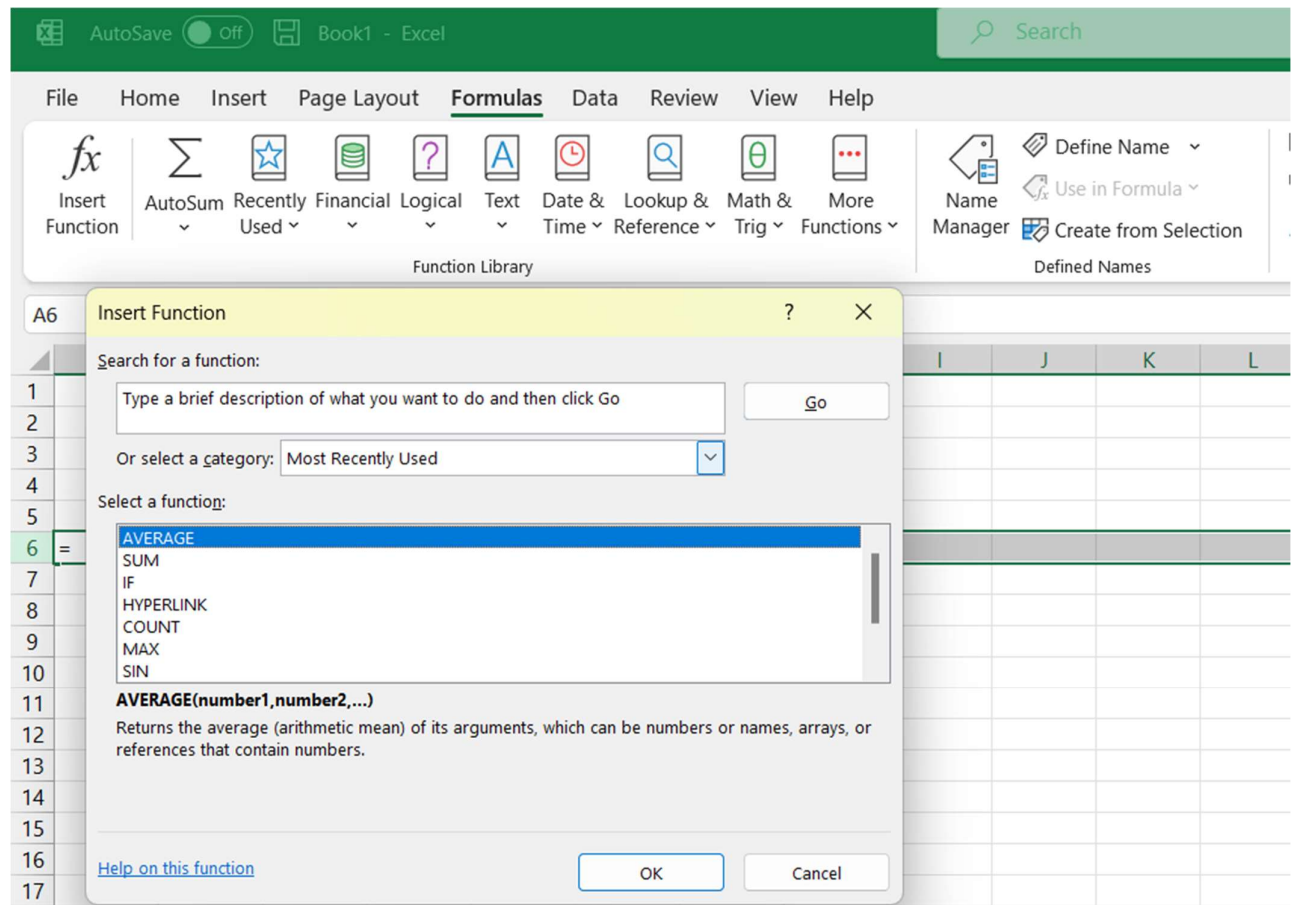 AutoSave Off Book1 - Excel Search
File Home Insert Page Layout Formulas Data Review View Help
fx
Insert Function
AutoSum
Recently Used
Financial
Logical
Text
Date & Time
Lookup & Reference
Math & Trig
More Functions
Function Library
Name Manager
Define Name
Use in Formula
Create from Selection
Defined Names
A6
Insert Function ? ×
Search for a function:
Type a brief description of what you want to do and then click Go
Go
Or select a category: Most Recently Used
Select a function:
AVERAGE
SUM
IF
HYPERLINK
COUNT
MAX
SIN
AVERAGE(number1,number2,...)
Returns the average (arithmetic mean) of its arguments, which can be numbers or names, arrays, or
references that contain numbers.
Help on this function OK Cancel
I J K L
1
2
3
4
5
6 =
7
8
9
10
11
12
13
14
15
16
17